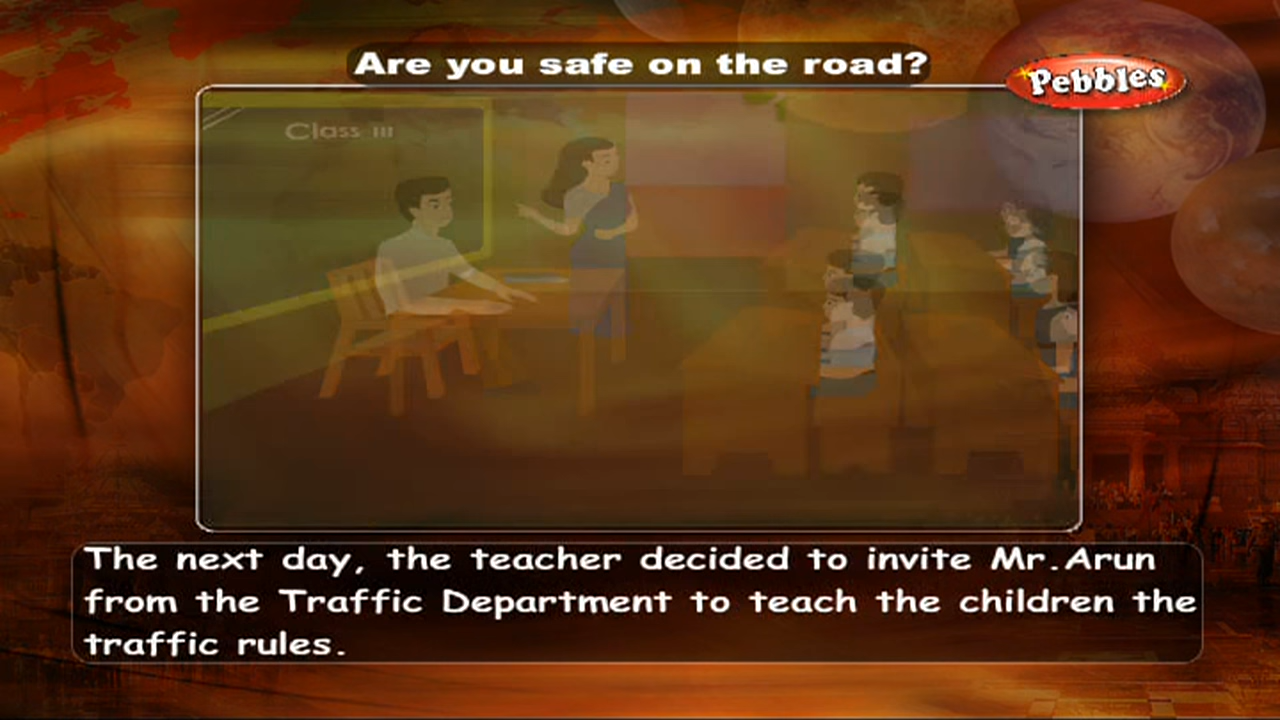 Are you safe on the road?
Pebbles
Class III
The next day, the teacher decided to invite Mr.Arun
from the Traffic Department to teach the children the
traffic rules.